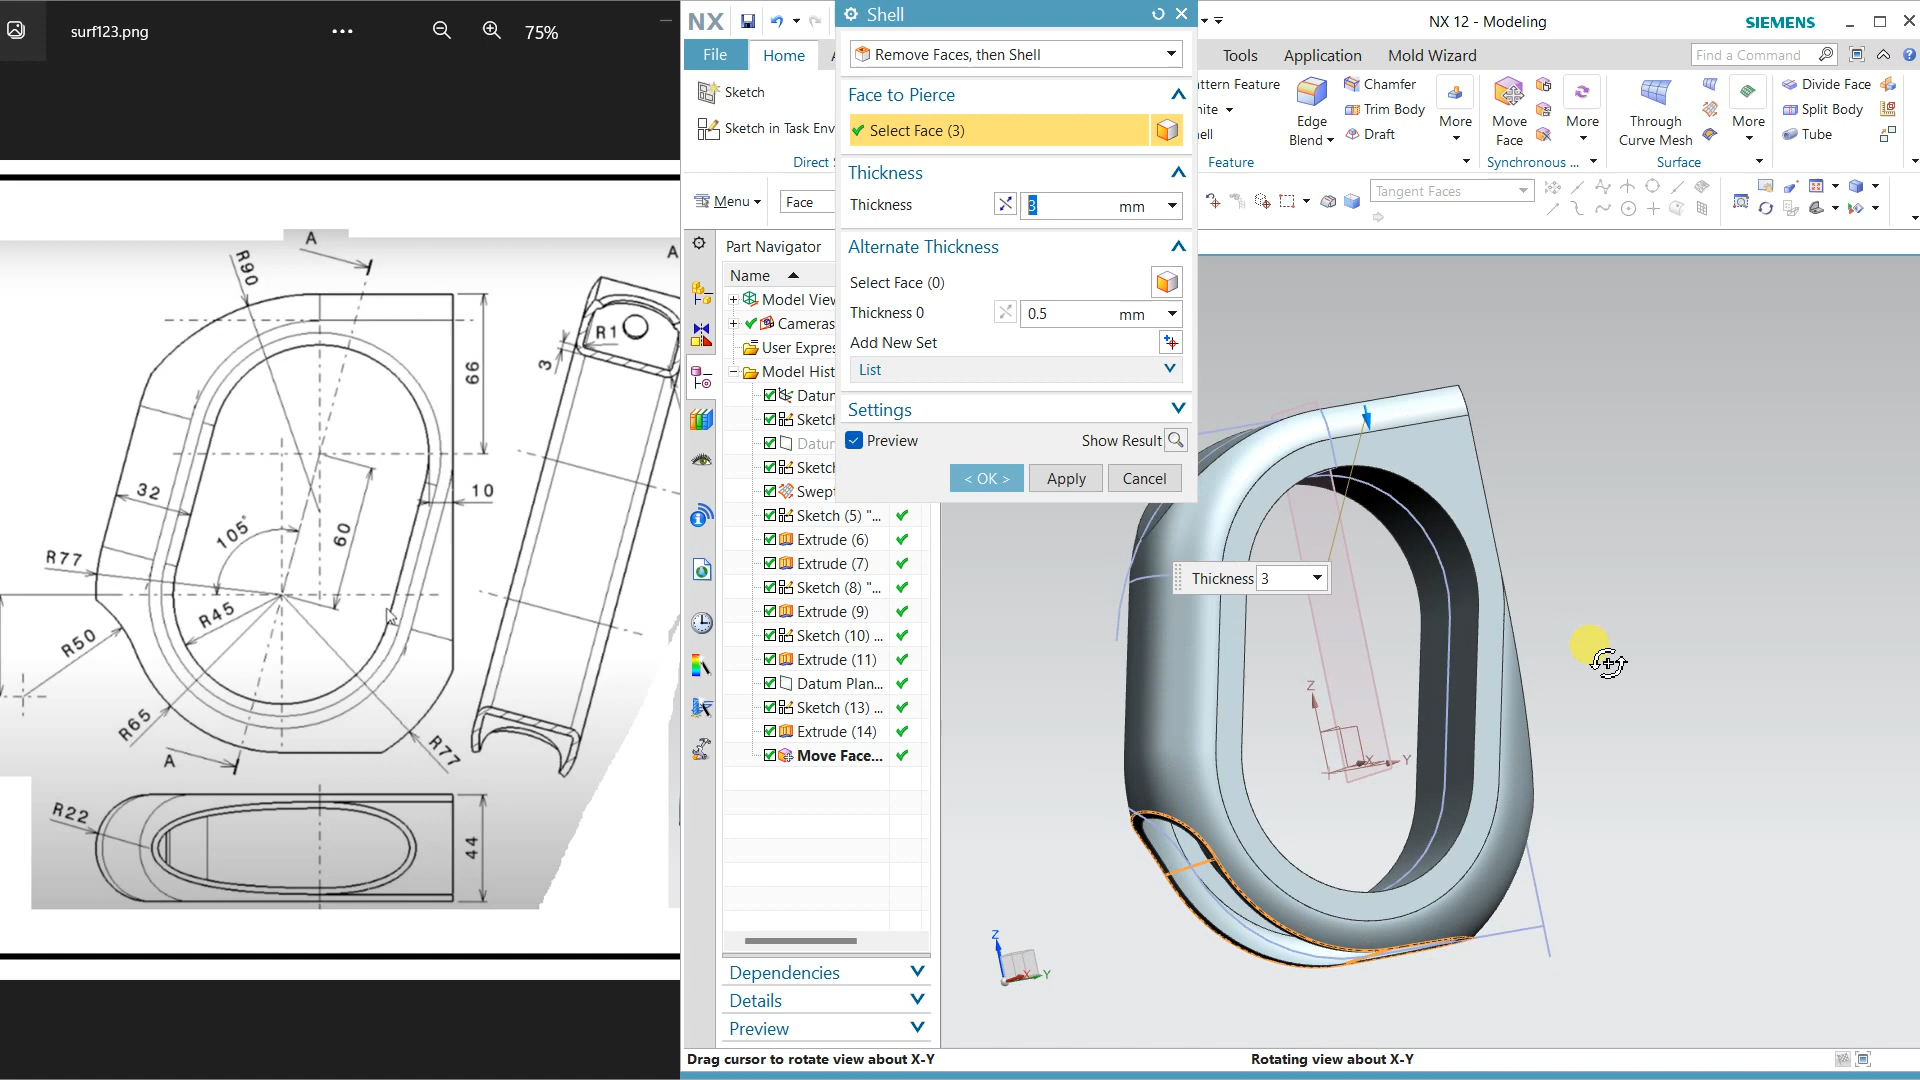 surf123.png
75%
NX
NX 12 - Modeling
SIEMENS
File
Home
Tools
Application
Mold Wizard
Find a Command
Sketch
Sketch in Task Env
Direct S
Menu
Face
ttern Feature
nite
ell
Feature
Edge
Blend
Chamfer
Trim Body
Draft
More
Move
Face
More
Synchronous ...
Through
Curve Mesh
More
Surface
Divide Face
Split Body
Tube
Tangent Faces
Shell
Remove Faces, then Shell
Face to Pierce
Select Face (3)
Thickness
Thickness
3
mm
Alternate Thickness
Select Face (0)
Thickness 0
0.5
mm
Add New Set
List
Settings
Preview
Show Result
< OK >
Apply
Cancel
Part Navigator
Name
Model View
Cameras
User Expre
Model Hist
Datun
Sketch
Datun
Sketch
Swept
Sketch (5) "...
Extrude (6)
Extrude (7)
Sketch (8) "...
Extrude (9)
Sketch (10) ...
Extrude (11)
Datum Plan...
Sketch (13) ...
Extrude (14)
Move Face...
Dependencies
Details
Preview
Thickness 3
Z
X
Y
Z
X
Y
Drag cursor to rotate view about X-Y
Rotating view about X-Y
A
A
R90
R1
3
66
32
10
105°
60
R77
R45
R50
R65
A
R77
R22
44